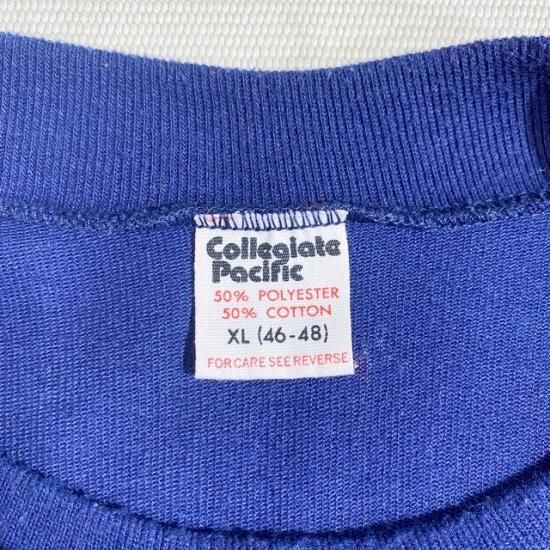 Collegiate
Pacific
50% POLYESTER
50% COTTON
XL (46-48)
FOR CARE SEE REVERSE